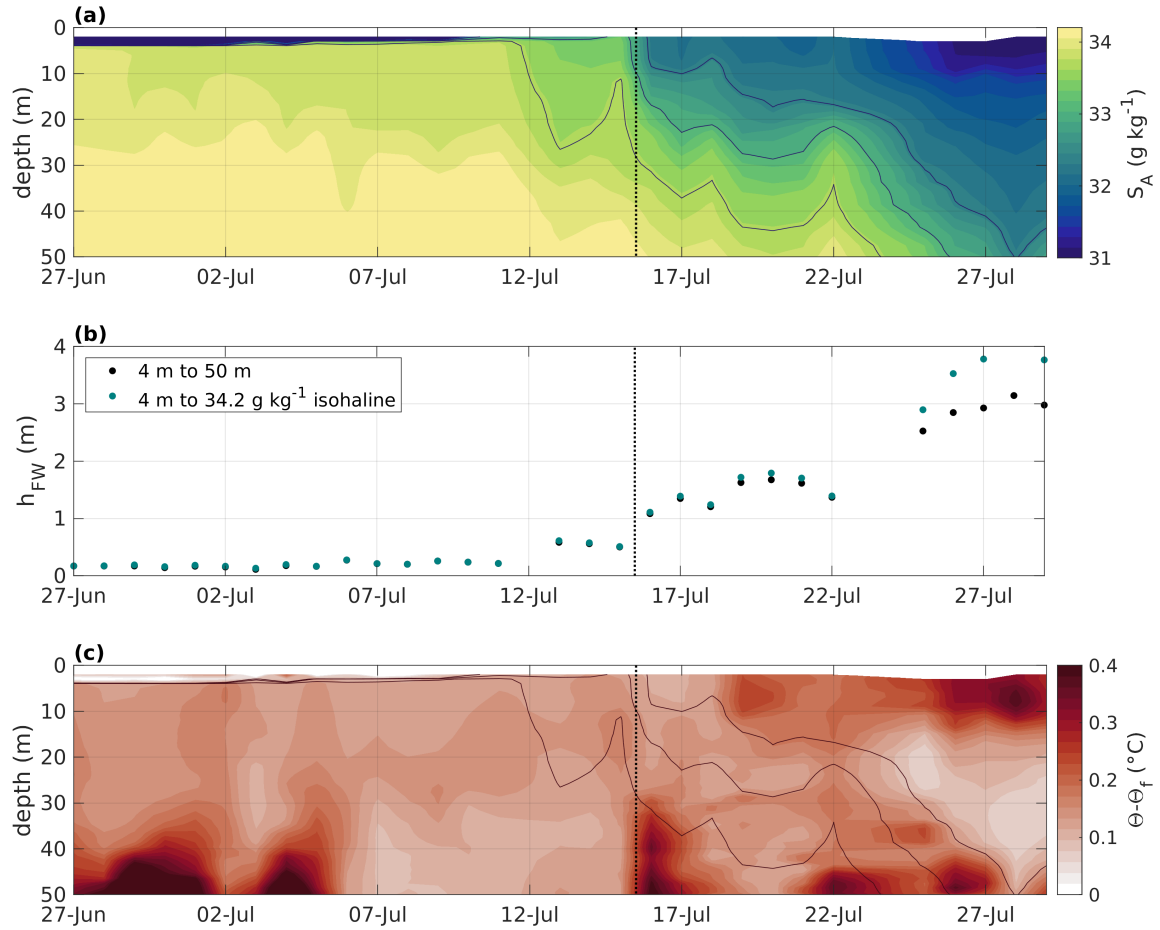 (a)
0
10
20
30
40
50
depth (m)
27-Jun 02-Jul 07-Jul 12-Jul 17-Jul 22-Jul 27-Jul
34
33
32
31
S_A (g kg^-1)
(b)
4
3
2
1
0
h_FW (m)
4 m to 50 m
4 m to 34.2 g kg^-1 isohaline
27-Jun 02-Jul 07-Jul 12-Jul 17-Jul 22-Jul 27-Jul
(c)
0
10
20
30
40
50
depth (m)
27-Jun 02-Jul 07-Jul 12-Jul 17-Jul 22-Jul 27-Jul
0.4
0.3
0.2
0.1
0
Θ-Θ_f (°C)